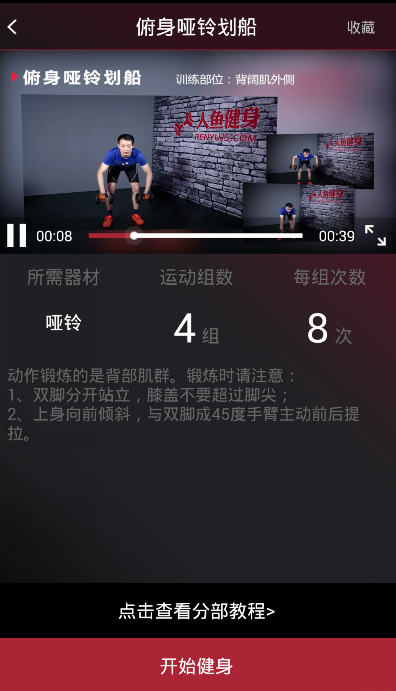 俯身哑铃划船
收藏
俯身哑铃划船
训练部位：背阔肌外侧
人人鱼健身
RENYU15.COM
00:08
00:39
所需器材
运动组数
每组次数
哑铃
4组
8次
动作锻炼的是背部肌群。锻炼时请注意：
1、双脚分开站立，膝盖不要超过脚尖；
2、上身向前倾斜，与双脚成45度手臂主动前后提
拉。
点击查看分部教程>
开始健身